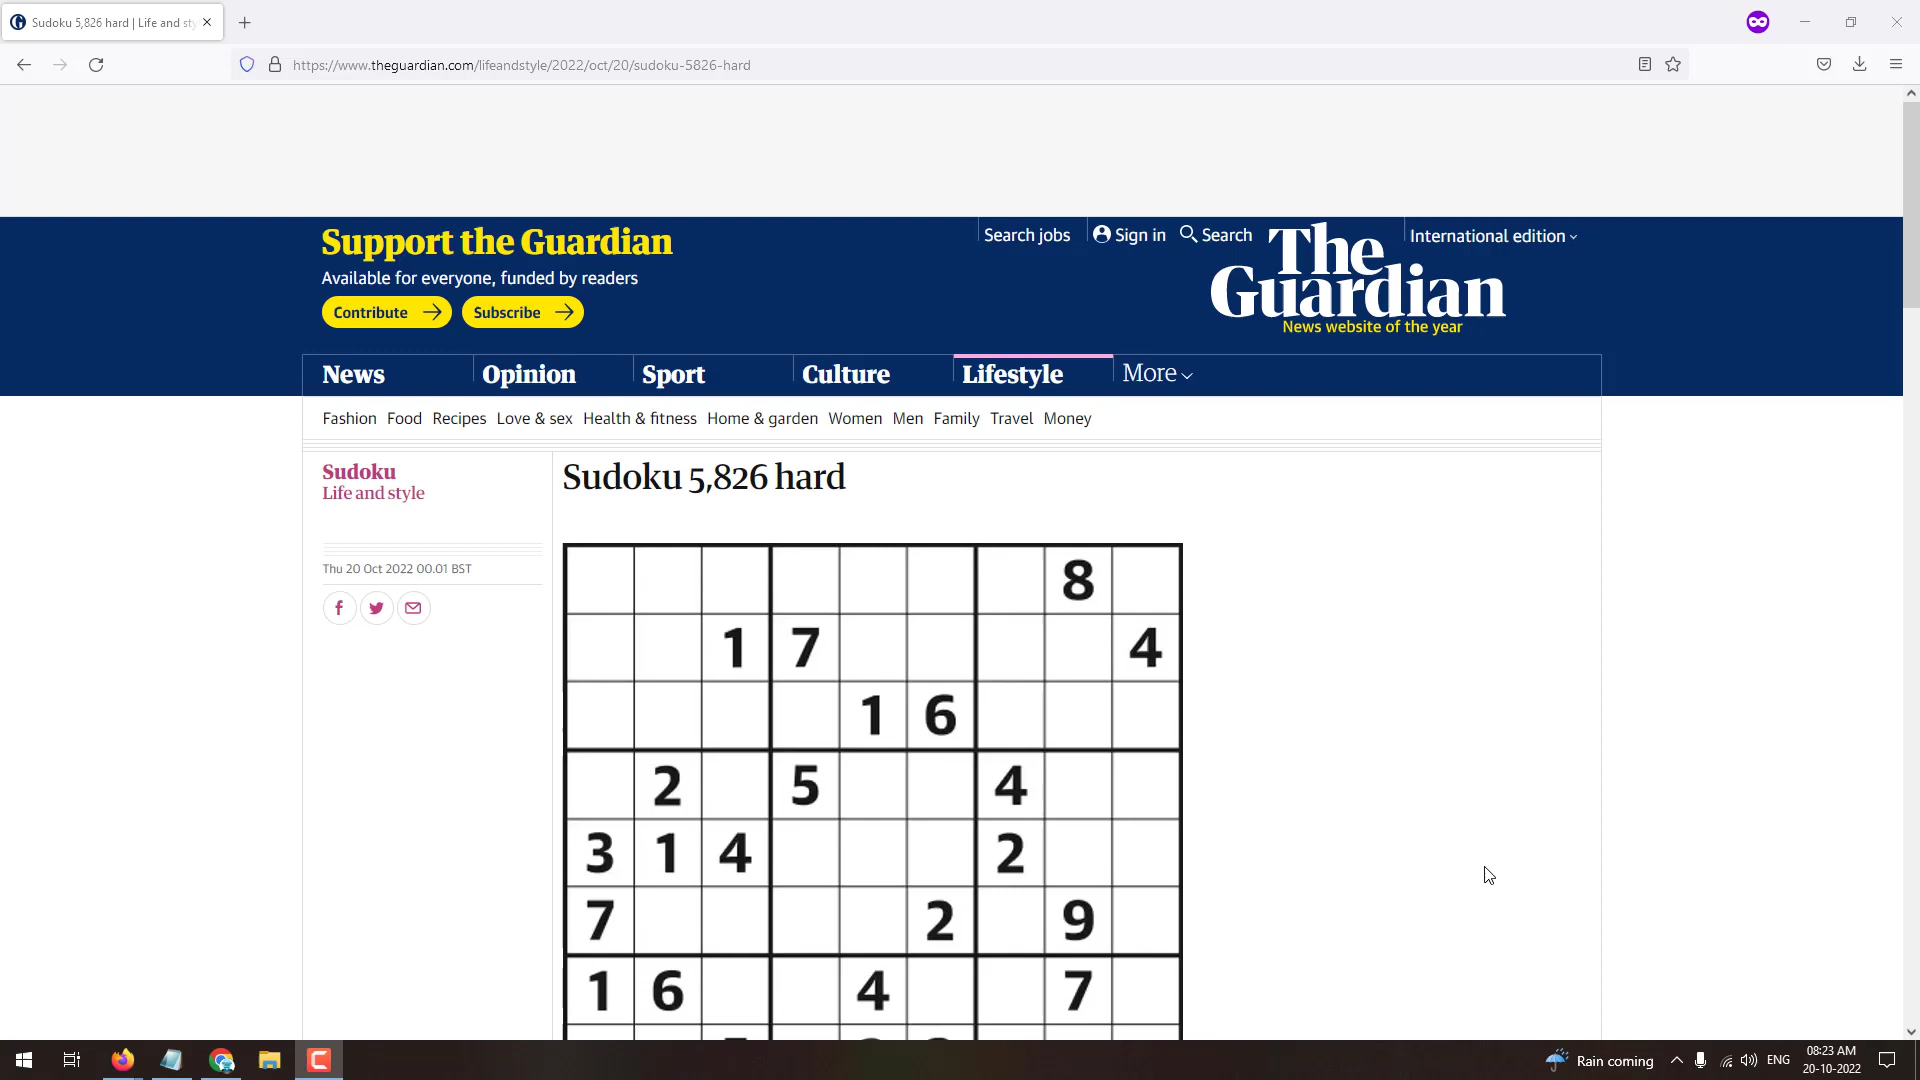 Sudoku 5,826 hard | Life and sty
https://www.theguardian.com/lifeandstyle/2022/oct/20/sudoku-5826-hard
Support the Guardian
Available for everyone, funded by readers
Contribute
Subscribe
Search jobs
Sign in
Search
International edition
The
Guardian
News website of the year
News Opinion Sport Culture Lifestyle More
Fashion Food Recipes Love & sex Health & fitness Home & garden Women Men Family Travel Money
Sudoku
Life and style
Thu 20 Oct 2022 00.01 BST
Sudoku 5,826 hard
8
1 7 4
1 6
2 5 4
3 1 4 2
7 2 9
1 6 4 7
Rain coming
ENG
08:23 AM
20-10-2022